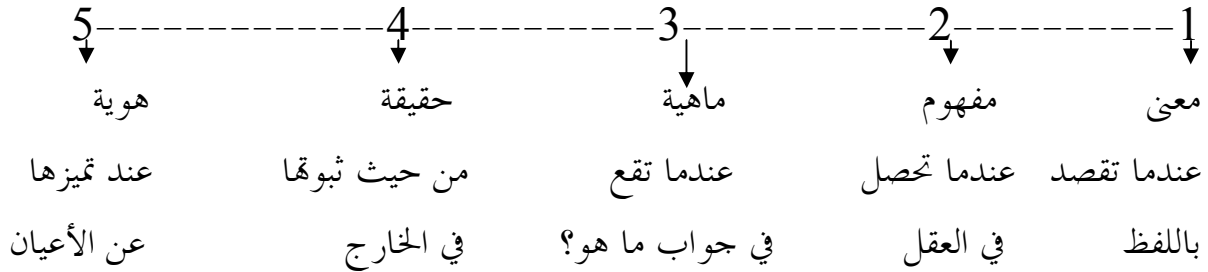 1-----------2-----------3------------4-------------5
معنى مفهوم ماهية حقيقة هوية
عندما تقصد عندما تحصل عندما تقع من حيث ثبوتها عند تميزها
باللفظ في العقل في جواب ما هو؟ في الخارج عن الأعيان